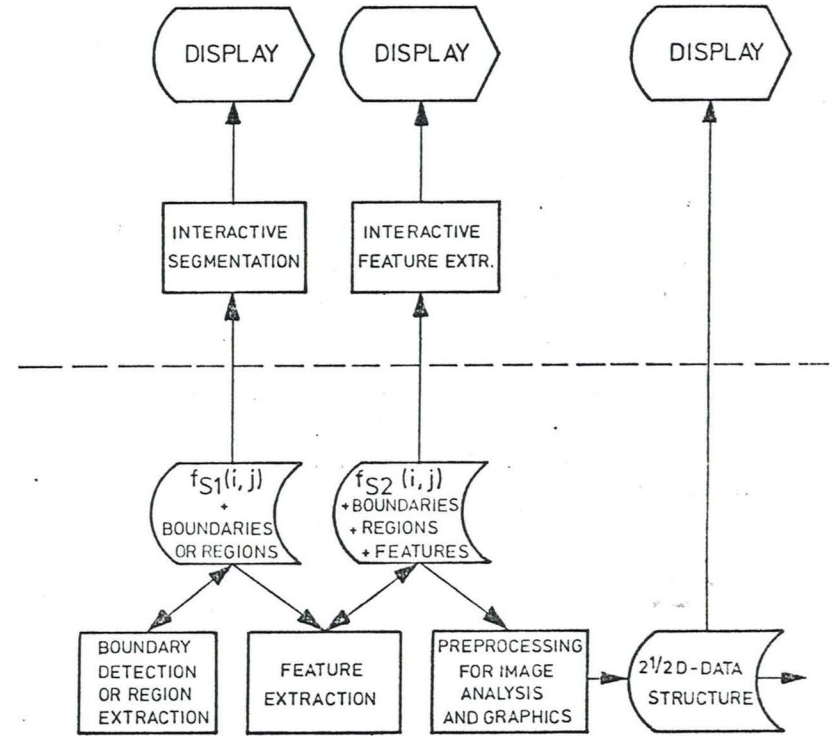 DISPLAY
DISPLAY
DISPLAY
INTERACTIVE
SEGMENTATION
INTERACTIVE
FEATURE EXTR.
fS1(i,j)
+
BOUNDARIES
OR REGIONS
fS2 (i,j)
+BOUNDARIES
+ REGIONS
+ FEATURES
BOUNDARY
DETECTION
OR REGION
EXTRACTION
FEATURE
EXTRACTION
PREPROCESSING
FOR IMAGE
ANALYSIS
AND GRAPHICS
2 1/2D-DATA
STRUCTURE